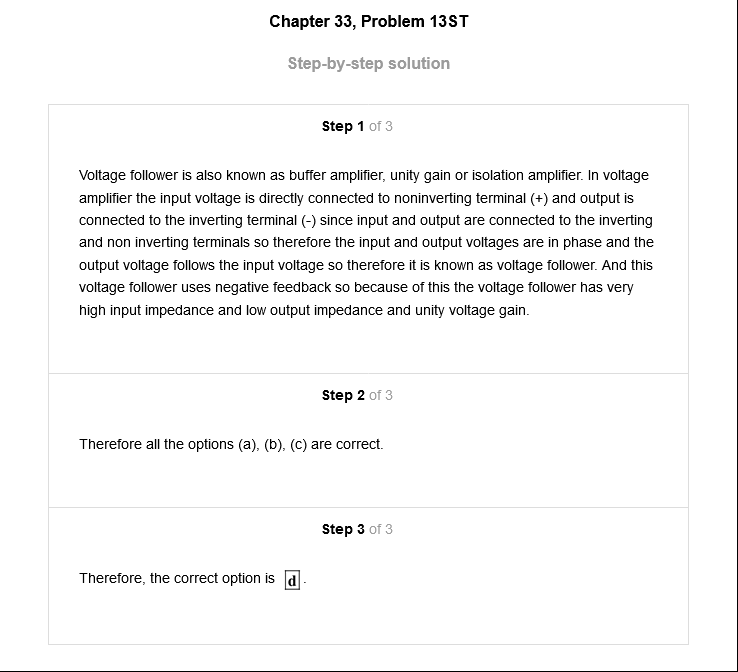 Chapter 33, Problem 13ST
Step-by-step solution
Step 1 of 3
Voltage follower is also known as buffer amplifier, unity gain or isolation amplifier. In voltage
amplifier the input voltage is directly connected to noninverting terminal (+) and output is
connected to the inverting terminal (-) since input and output are connected to the inverting
and non inverting terminals so therefore the input and output voltages are in phase and the
output voltage follows the input voltage so therefore it is known as voltage follower. And this
voltage follower uses negative feedback so because of this the voltage follower has very
high input impedance and low output impedance and unity voltage gain.
Step 2 of 3
Therefore all the options (a), (b), (c) are correct.
Step 3 of 3
Therefore, the correct option is d.